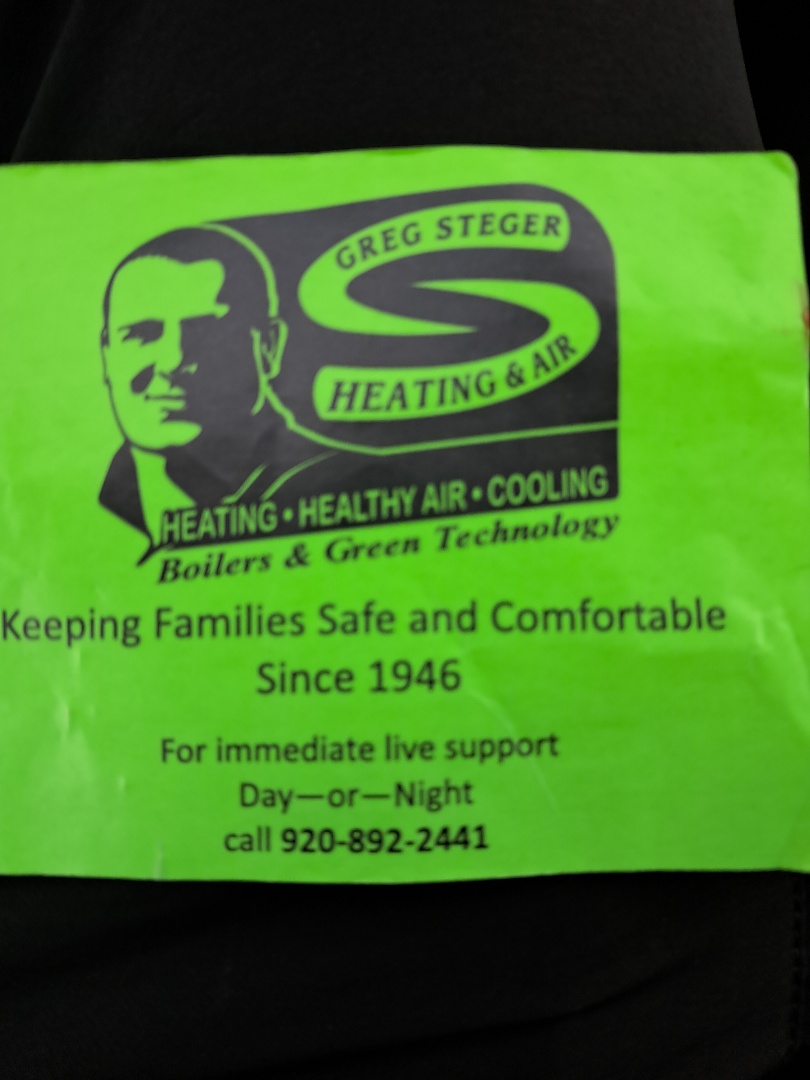 GREG STEGER
HEATING & AIR
HEATING • HEALTHY AIR • COOLING
Boilers & Green Technology
Keeping Families Safe and Comfortable
Since 1946
For immediate live support
Day—or—Night
call 920-892-2441